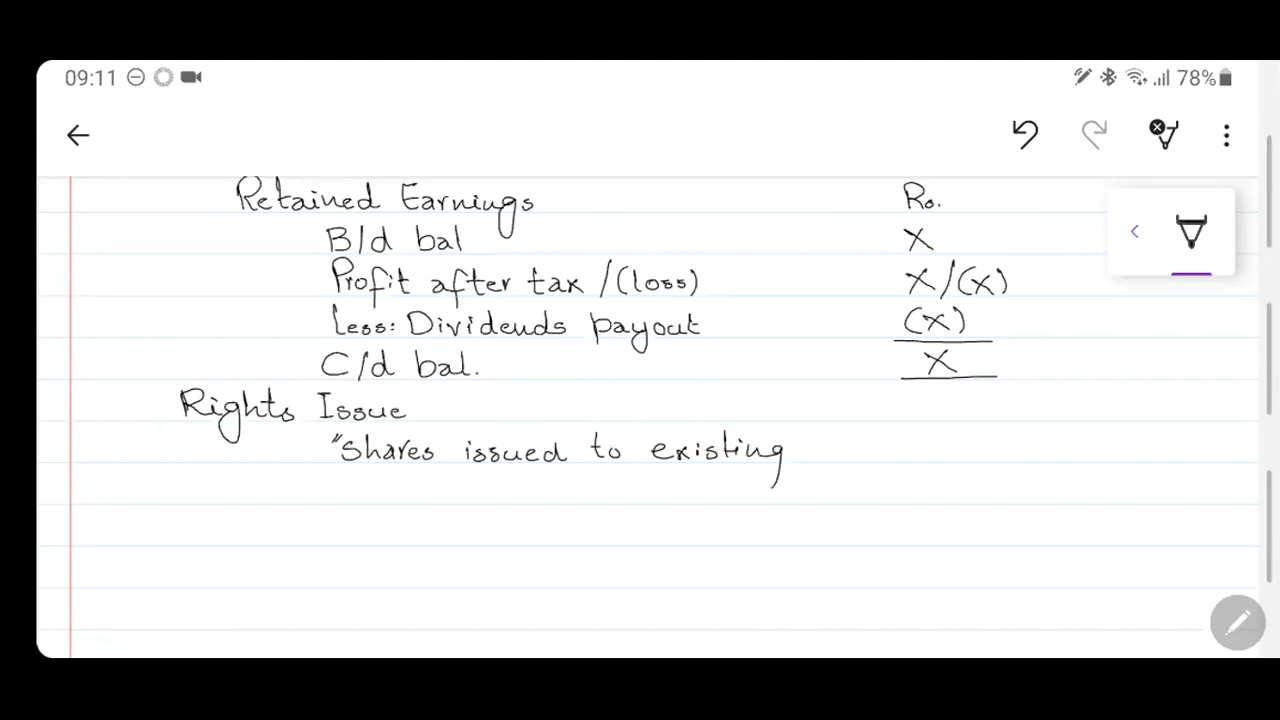 09:11 78%
Retained Earnings Rs.
B/d bal X
Profit after tax /(loss) X/(X)
Less: Dividends payout (X)
C/d bal. X
Rights Issue
"Shares issued to existing